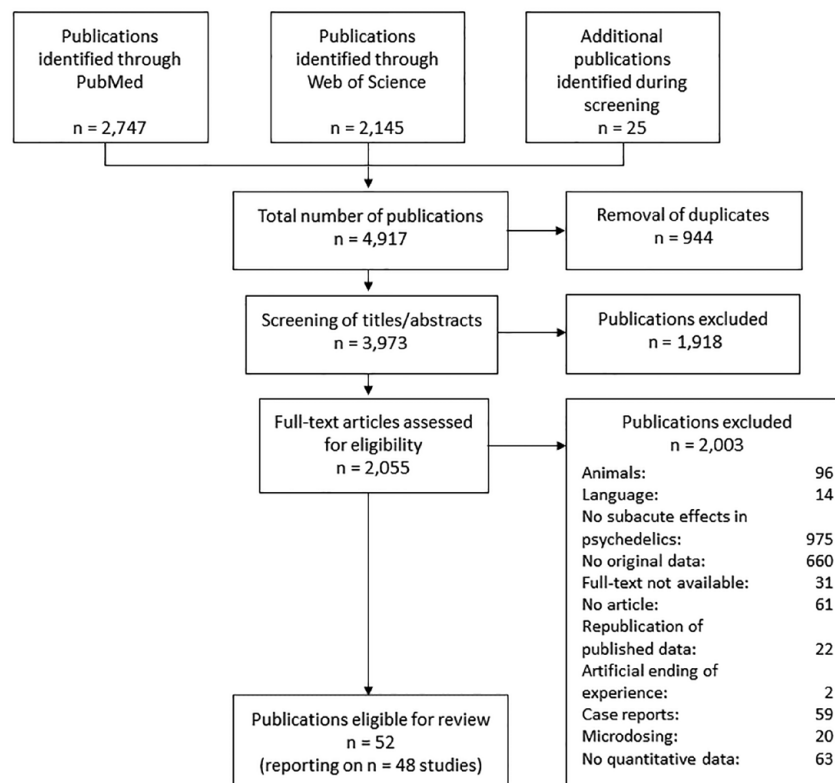 Publications
identified through
PubMed
n = 2,747
Publications
identified through
Web of Science
n = 2,145
Additional
publications
identified during
screening
n = 25
Total number of publications
n = 4,917
Removal of duplicates
n = 944
Screening of titles/abstracts
n = 3,973
Publications excluded
n = 1,918
Full-text articles assessed
for eligibility
n = 2,055
Publications excluded
n = 2,003
Animals: 96
Language: 14
No subacute effects in
psychedelics: 975
No original data: 660
Full-text not available: 31
No article: 61
Republication of
published data: 22
Artificial ending of
experience: 2
Case reports: 59
Microdosing: 20
No quantitative data: 63
Publications eligible for review
n = 52
(reporting on n = 48 studies)